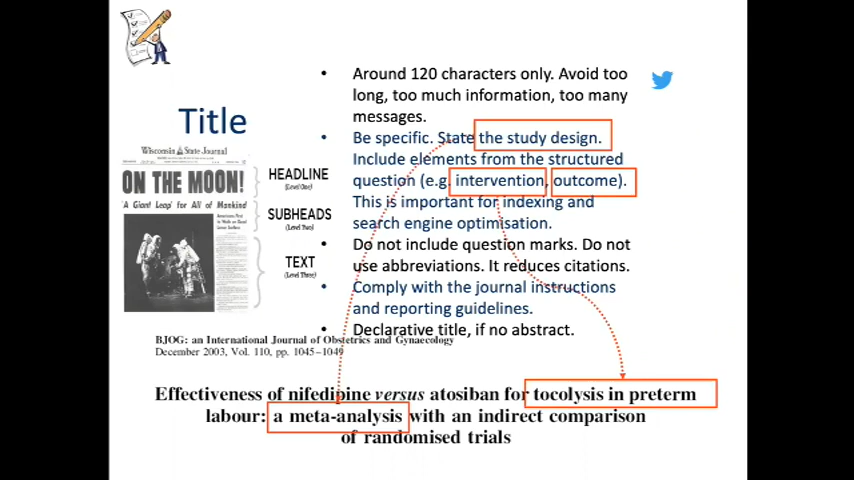 Title
Wisconsin State Journal
ON THE MOON!
'A Giant Leap' for All of Mankind
HEADLINE
(Level One)
SUBHEADS
(Level Two)
TEXT
(Level Three)
• Around 120 characters only. Avoid too
long, too much information, too many
messages.
• Be specific. State the study design.
Include elements from the structured
question (e.g. intervention, outcome).
This is important for indexing and
search engine optimisation.
• Do not include question marks. Do not
use abbreviations. It reduces citations.
• Comply with the journal instructions
and reporting guidelines.
• Declarative title, if no abstract.
BJOG: an International Journal of Obstetrics and Gynaecology
December 2003, Vol. 110, pp. 1045–1049
Effectiveness of nifedipine versus atosiban for tocolysis in preterm
labour: a meta-analysis with an indirect comparison
of randomised trials